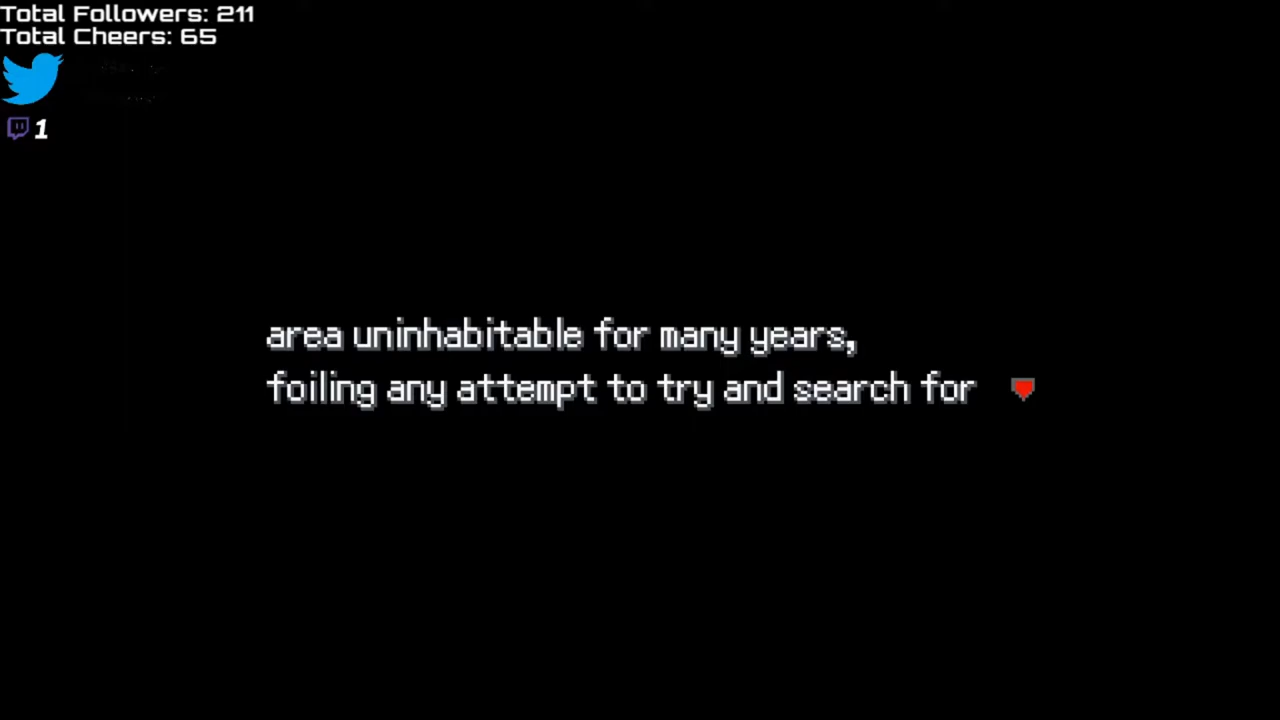 Total Followers: 211
Total Cheers: 65
1
area uninhabitable for many years,
foiling any attempt to try and search for